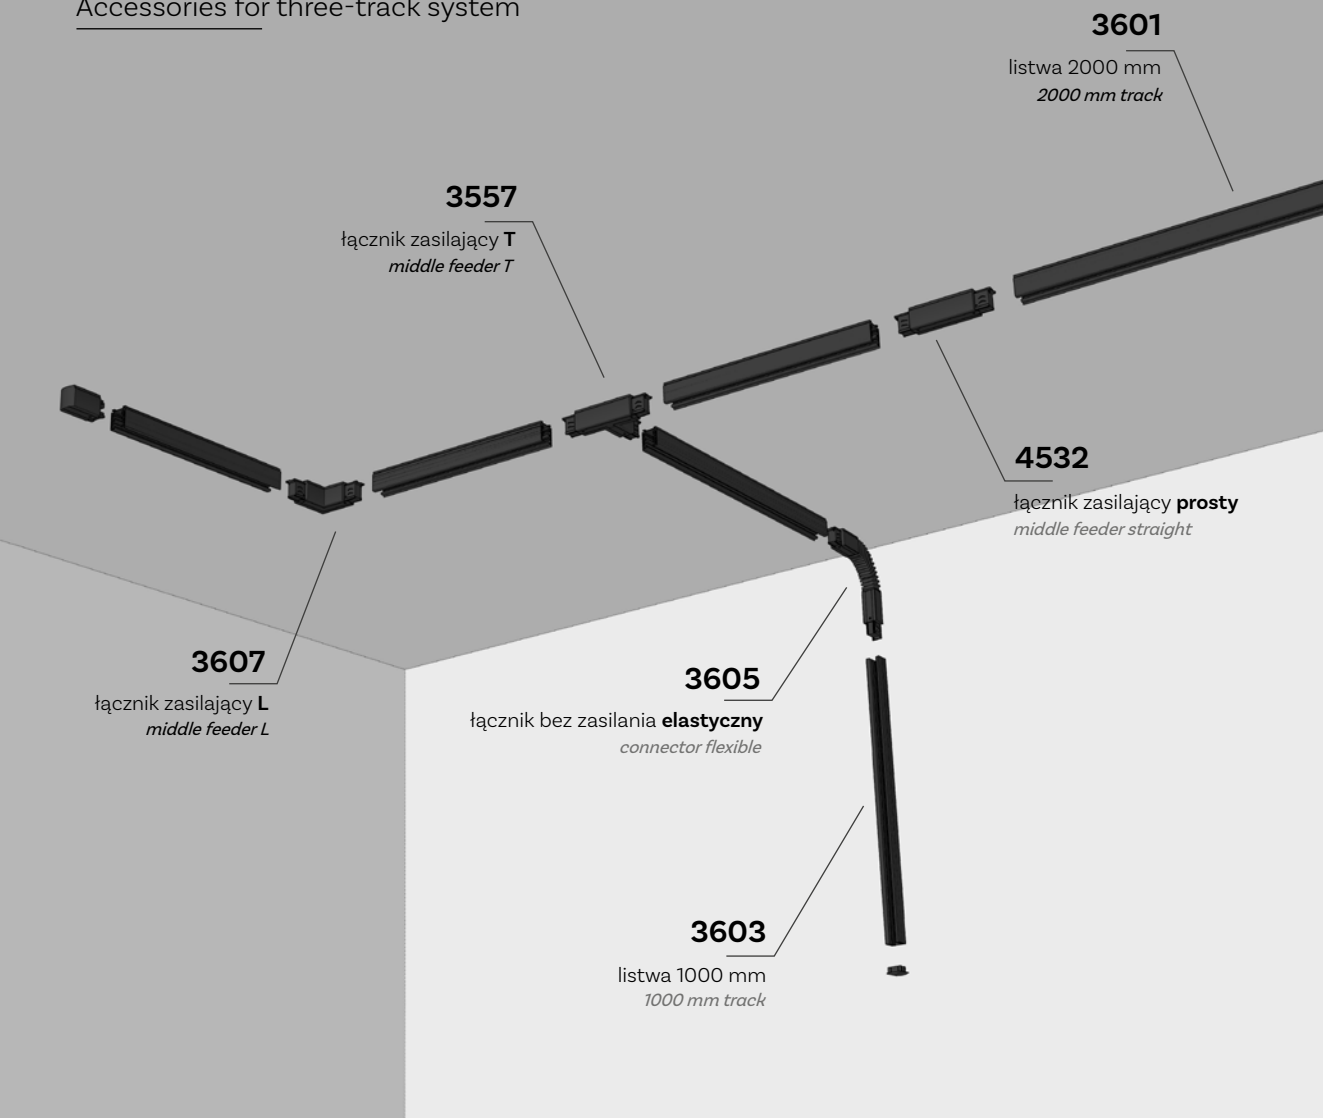 Accessories for three-track system
3601
listwa 2000 mm
2000 mm track
3557
łącznik zasilający T
middle feeder T
4532
łącznik zasilający prosty
middle feeder straight
3607
łącznik zasilający L
middle feeder L
3605
łącznik bez zasilania elastyczny
connector flexible
3603
listwa 1000 mm
1000 mm track